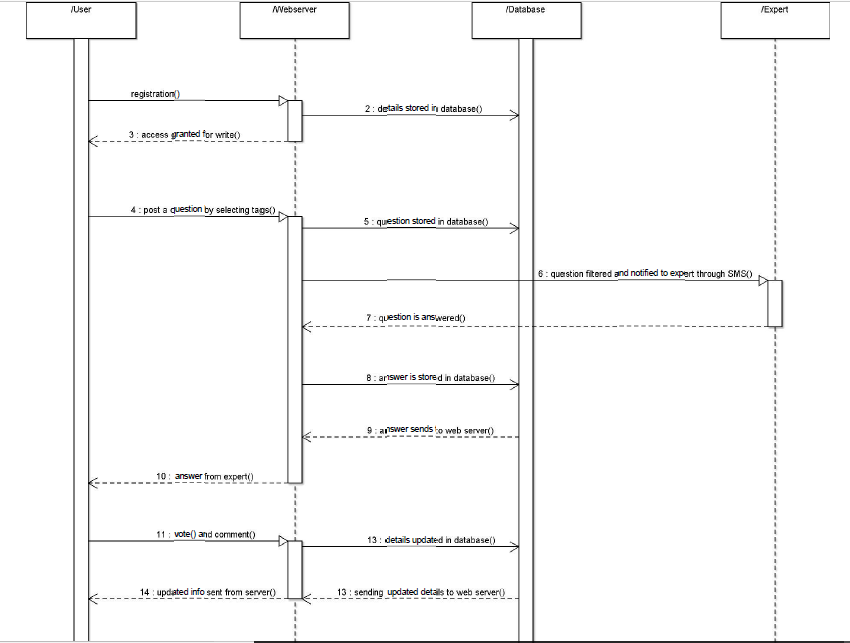 /User
/Webserver
/Database
/Expert
registration()
2 : details stored in database()
3 : access granted for write()
4 : post a question by selecting tags()
5 : question stored in database()
6 : question filtered and notified to expert through SMS()
7 : question is answered()
8 : answer is stored in database()
9 : answer sends to web server()
10 : answer from expert()
11 : vote() and comment()
13 : details updated in database()
14 : updated info sent from server()
13 : sending updated details to web server()